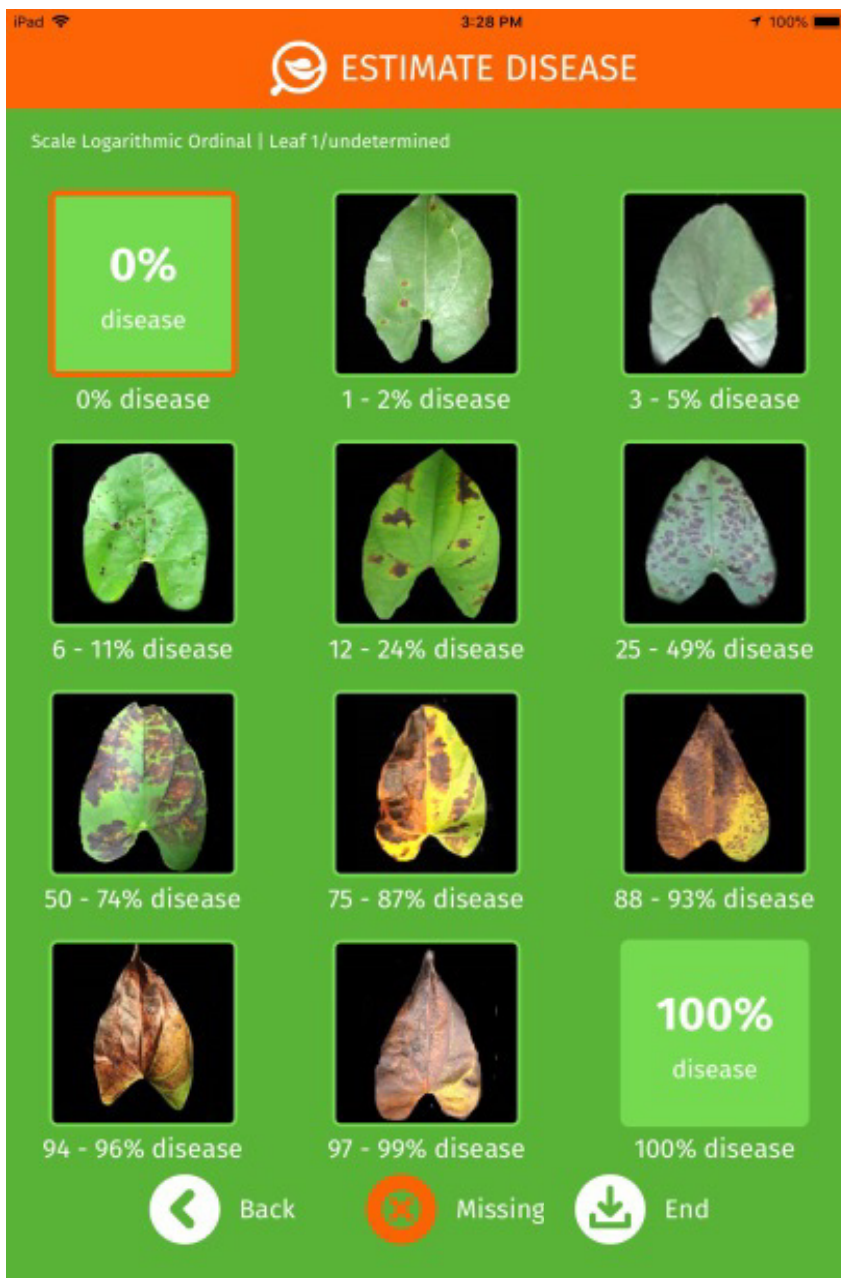 iPad 3:28 PM 100%
ESTIMATE DISEASE
Scale Logarithmic Ordinal | Leaf 1/undetermined
0%
disease
0% disease 1 - 2% disease 3 - 5% disease
6 - 11% disease 12 - 24% disease 25 - 49% disease
50 - 74% disease 75 - 87% disease 88 - 93% disease
100%
disease
94 - 96% disease 97 - 99% disease 100% disease
Back Missing End